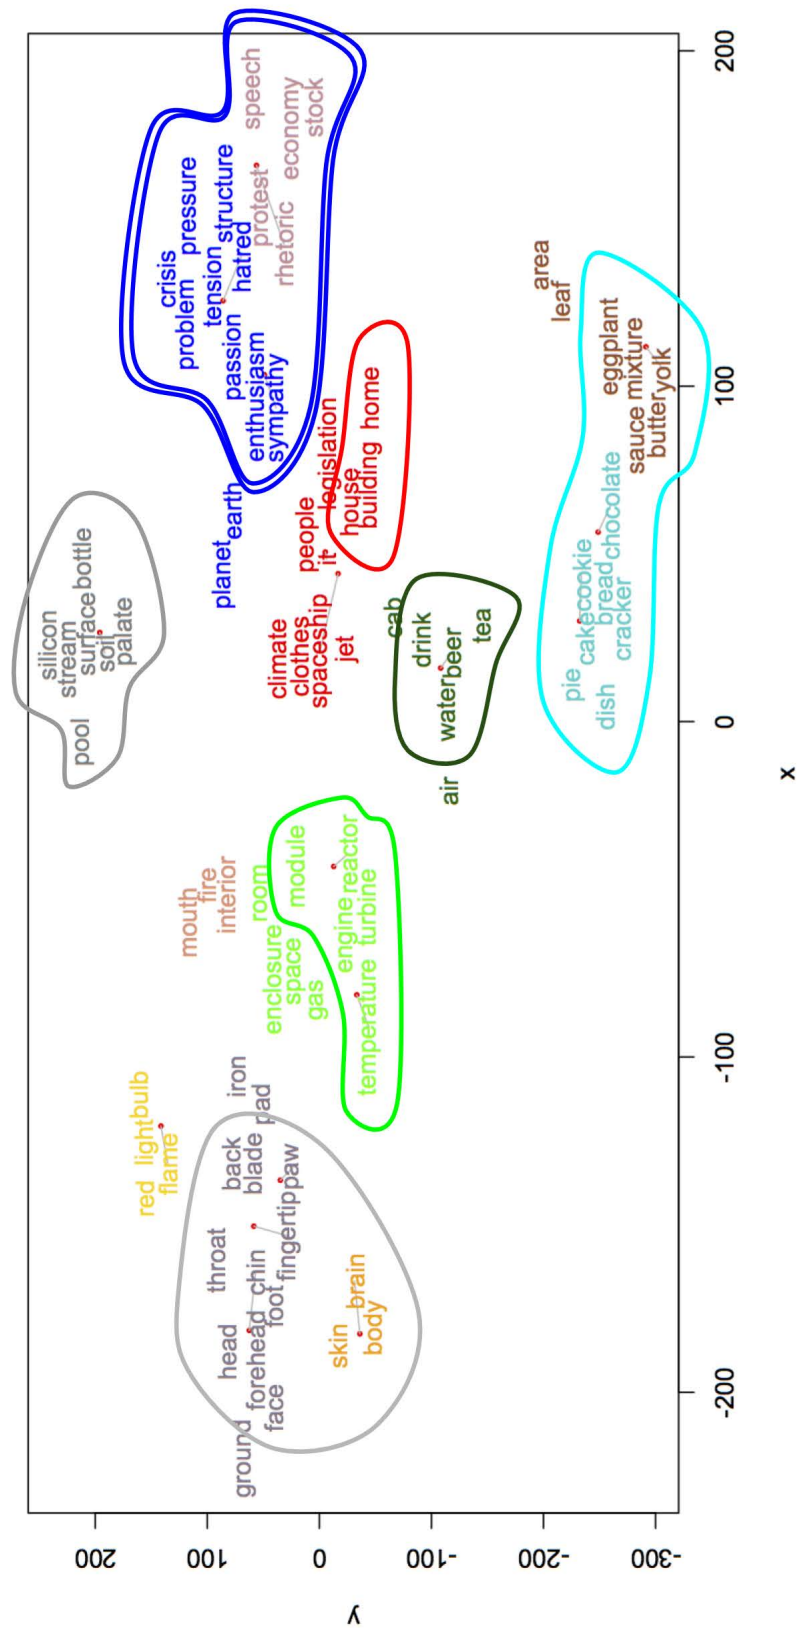 silicon
stream
surface
soil
palate
bottle
pool
planet
earth
crisis
problem
pressure
tension
structure
hatred
passion
enthusiasm
sympathy
speech
protest
rhetoric
economy
stock
people
it
legislation
house
building
home
climate
clothes
spaceship
jet
cab
drink
beer
water
tea
air
area
leaf
eggplant
mixture
sauce
butter
yolk
pie
dish
cake
cookie
bread
cracker
chocolate
mouth
fire
interior
room
module
reactor
engine
turbine
enclosure
space
gas
temperature
red
light
bulb
flame
iron
pad
back
blade
paw
fingertip
throat
chin
foot
head
forehead
face
ground
skin
brain
body
200
100
0
-100
-200
-300
y
-200
-100
0
100
200
x